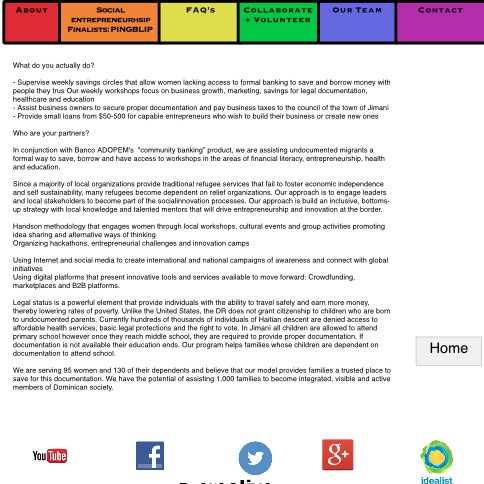 About
Social Entrepreneurhsip Finalists: PINGBLIP
FAQ's
Collaborate + Volunteer
Our Team
Contact
What do you actually do?
- Supervise weekly savings circles that allow women lacking access to formal banking to save and borrow money with
people they trus Our weekly workshops focus on business growth, marketing, savings for legal documentation,
healthcare and education
- Assist business owners to secure proper documentation and pay business taxes to the council of the town of Jimani
- Provide small loans from $50-500 for capable entrepreneurs who wish to build their business or create new ones
Who are your partners?
In conjunction with Banco ADOPEM's "community banking" product, we are assisting undocumented migrants a
formal way to save, borrow and have access to workshops in the areas of financial literacy, entrepreneurship, health
and education.
Since a majority of local organizations provide traditional refugee services that fail to foster economic independence
and self sustainability, many refugees become dependent on relief organizations. Our approach is to engage leaders
and local stakeholders to become part of the socialinnovation processes. Our approach is build an inclusive, bottoms-
up strategy with local knowledge and talented mentors that will drive entrepreneurship and innovation at the border.
Handson methodology that engages women through local workshops, cultural events and group activities promoting
idea sharing and alternative ways of thinking
Organizing hackathons, entrepreneurial challenges and innovation camps
Using Internet and social media to create international and national campaigns of awareness and connect with global
initiatives
Using digital platforms that present innovative tools and services available to move forward: Crowdfunding,
marketplaces and B2B platforms.
Legal status is a powerful element that provide individuals with the ability to travel safely and earn more money,
thereby lowering rates of poverty. Unlike the United States, the DR does not grant citizenship to children who are born
to undocumented parents. Currently hundreds of thousands of individuals of Haitian descent are denied access to
affordable health services, basic legal protections and the right to vote. In Jimani all children are allowed to attend
primary school however once they reach middle school, they are required to provide proper documentation. If
documentation is not available their education ends. Our program helps families whose children are dependent on
documentation to attend school.
Home
We are serving 95 women and 130 of their dependents and believe that our model provides families a trusted place to
save for this documentation. We have the potential of assisting 1,000 families to become integrated, visible and active
members of Dominican society.
YouTube
f
g+
idealist